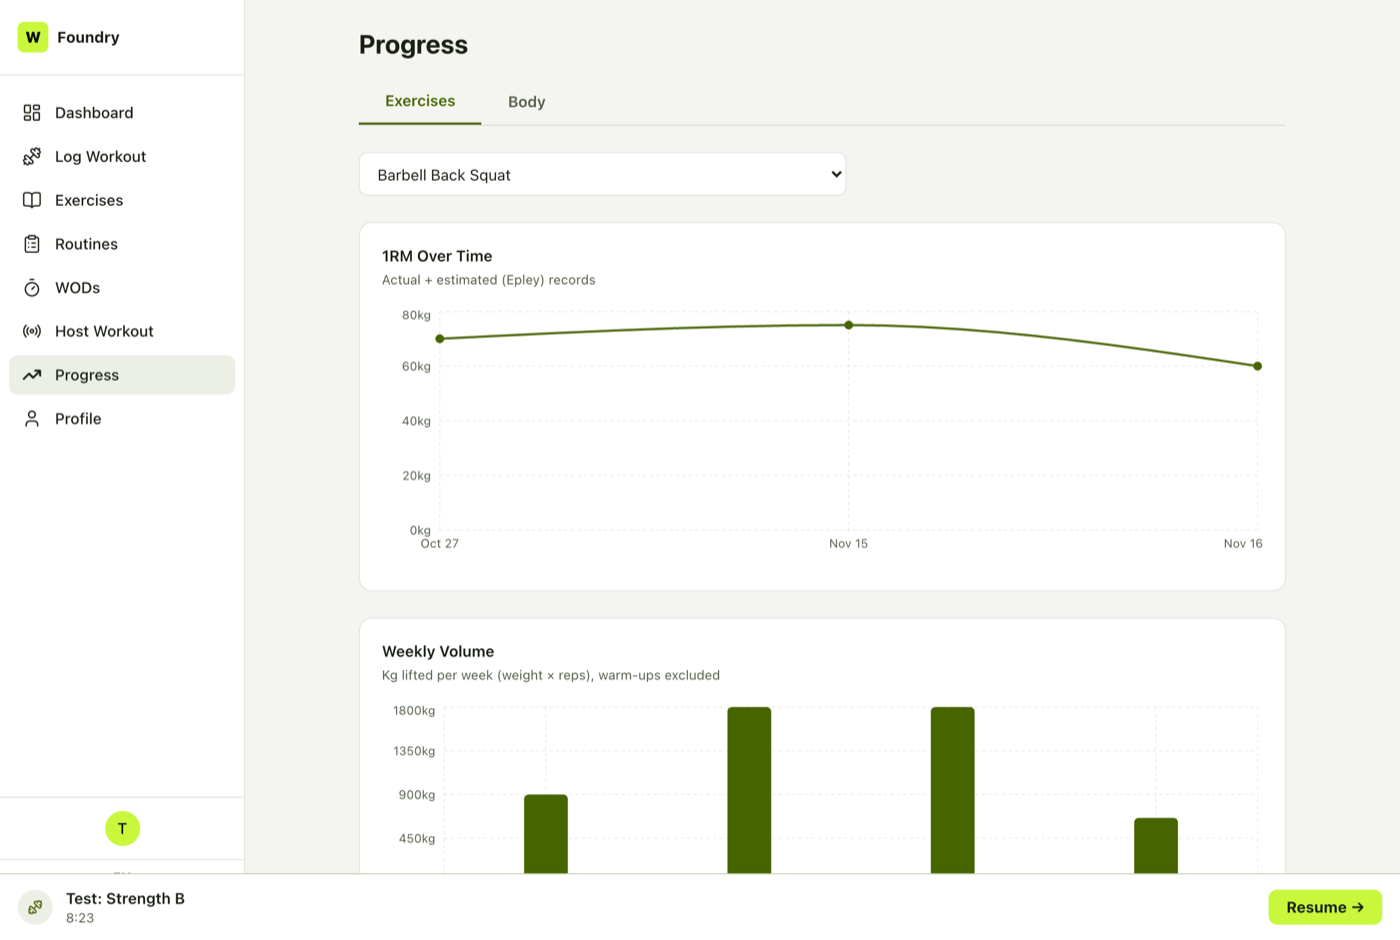 W Foundry
Dashboard
Log Workout
Exercises
Routines
WODs
Host Workout
Progress
Profile
T
Progress
Exercises Body
Barbell Back Squat
1RM Over Time
Actual + estimated (Epley) records
80kg
60kg
40kg
20kg
0kg
Oct 27 Nov 15 Nov 16
Weekly Volume
Kg lifted per week (weight × reps), warm-ups excluded
1800kg
1350kg
900kg
450kg
Test: Strength B
8:23
Resume →